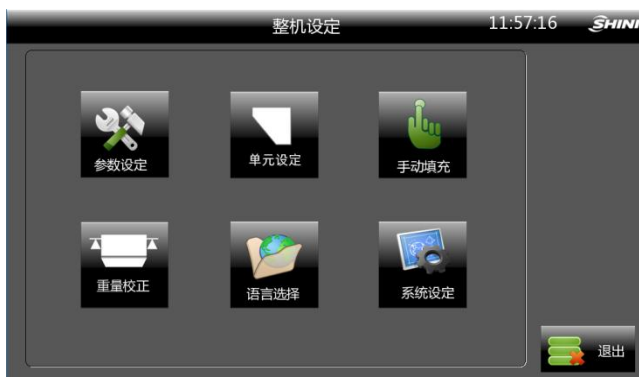 整机设定
11:57:16
SHINI
参数设定
单元设定
手动填充
重量校正
语言选择
系统设定
退出